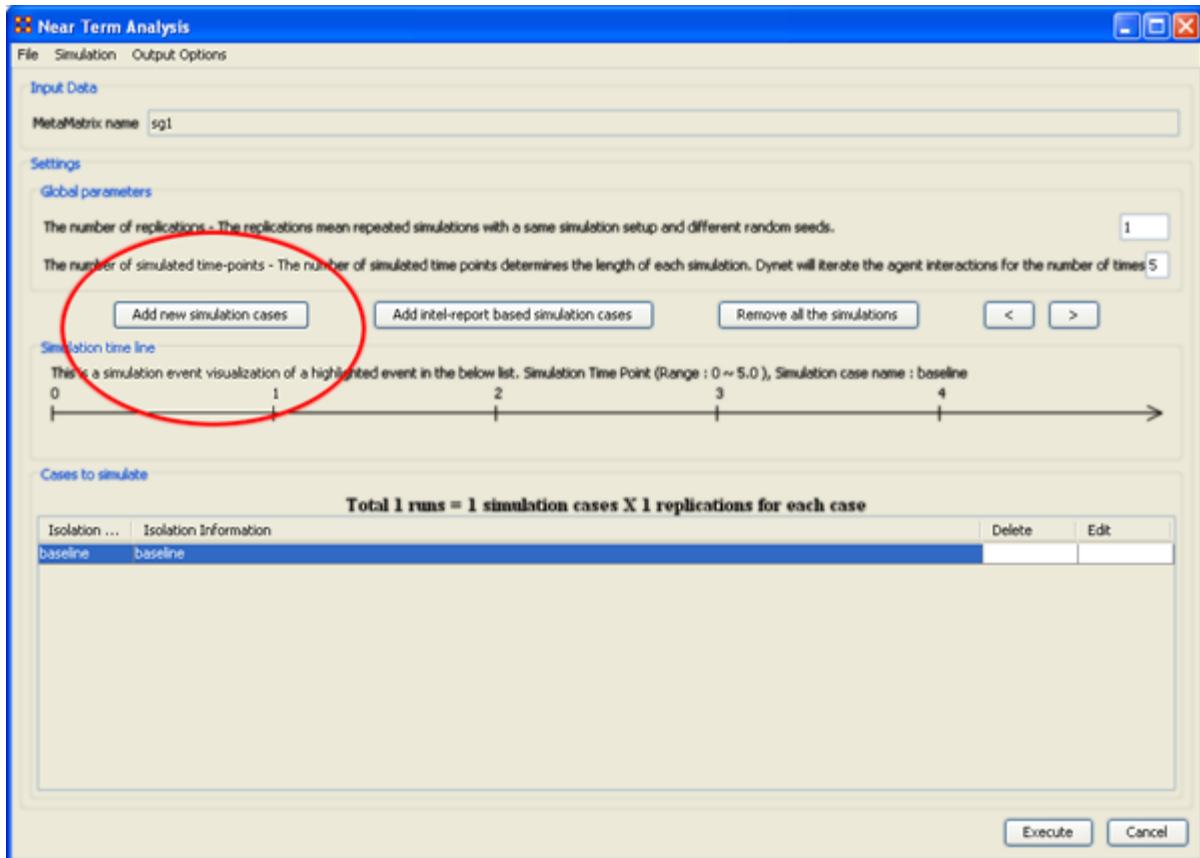 Near Term Analysis
File Simulation Output Options
Input Data
MetaMatrix name sg1
Settings
Global parameters
The number of replications - The replications mean repeated simulations with a same simulation setup and different random seeds. 1
The number of simulated time-points - The number of simulated time points determines the length of each simulation. Dynet will iterate the agent interactions for the number of times 5
Add new simulation cases Add intel-report based simulation cases Remove all the simulations < >
Simulation time line
This is a simulation event visualization of a highlighted event in the below list. Simulation Time Point (Range : 0 ~ 5.0 ), Simulation case name : baseline
0 1 2 3 4
Cases to simulate
Total 1 runs = 1 simulation cases X 1 replications for each case
Isolation ... Isolation Information Delete Edit
baseline baseline
Execute Cancel